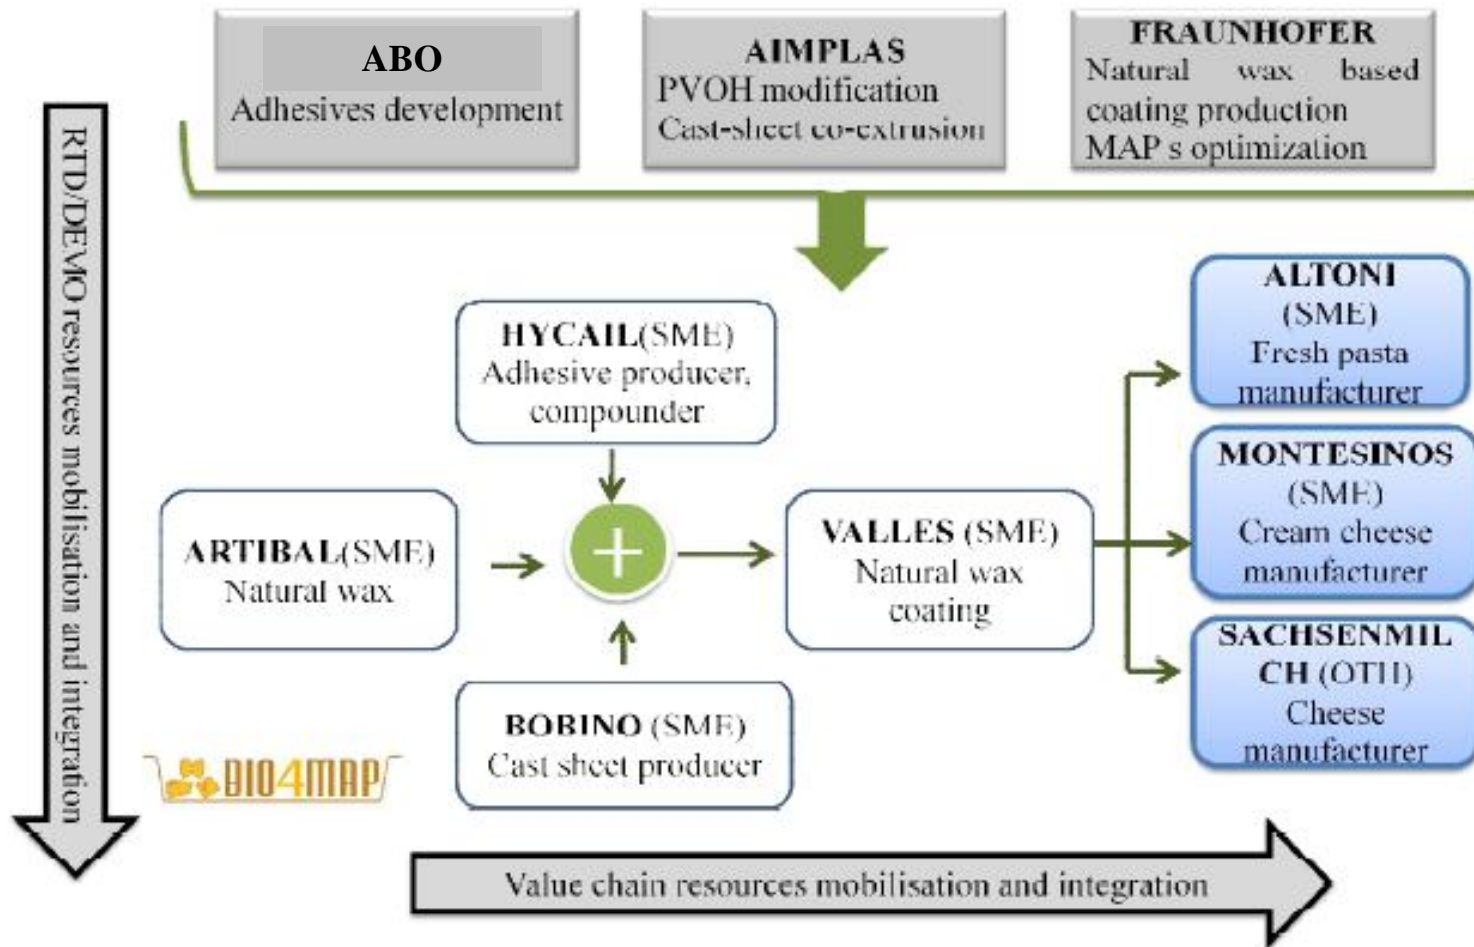 ABO
Adhesives development
AIMPLAS
PVOH modification
Cast-sheet co-extrusion
FRAUNHOFER
Natural wax based
coating production
MAP s optimization
RTD/DEMO resources mobilisation and integration
HYCAIL(SME)
Adhesive producer,
compounder
ARTIBAL(SME)
Natural wax
+
BOBINO (SME)
Cast sheet producer
VALLES (SME)
Natural wax
coating
ALTONI
(SME)
Fresh pasta
manufacturer
MONTESINOS
(SME)
Cream cheese
manufacturer
SACHSENMIL
CH (OTH)
Cheese
manufacturer
BIO4MAP
Value chain resources mobilisation and integration